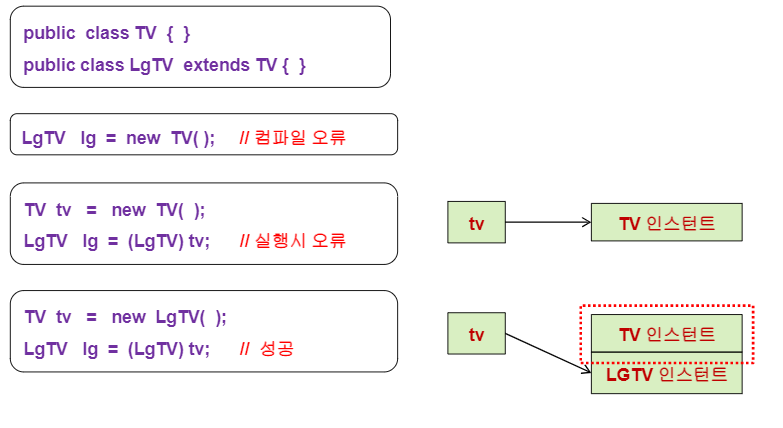 public class TV { }
public class LgTV extends TV { }
LgTV lg = new TV( ); // 컴파일 오류
TV tv = new TV( );
LgTV lg = (LgTV) tv; // 실행시 오류
tv
TV 인스턴트
TV tv = new LgTV( );
LgTV lg = (LgTV) tv; // 성공
tv
TV 인스턴트
LGTV 인스턴트